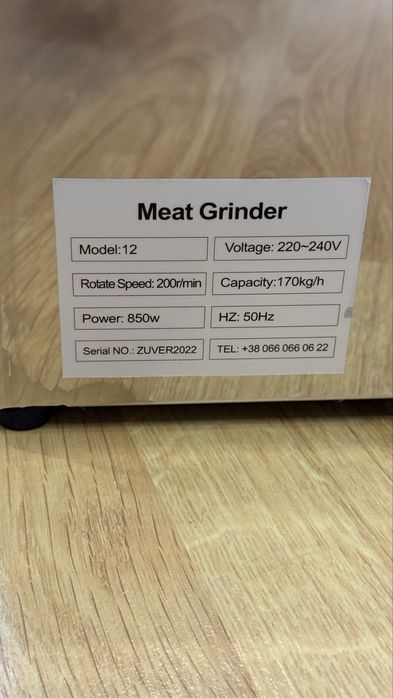 Meat Grinder
Model:12 Voltage: 220~240V
Rotate Speed: 200r/min Capacity:170kg/h
Power: 850w HZ: 50Hz
Serial NO.: ZUVER2022 TEL: +38 066 066 06 22